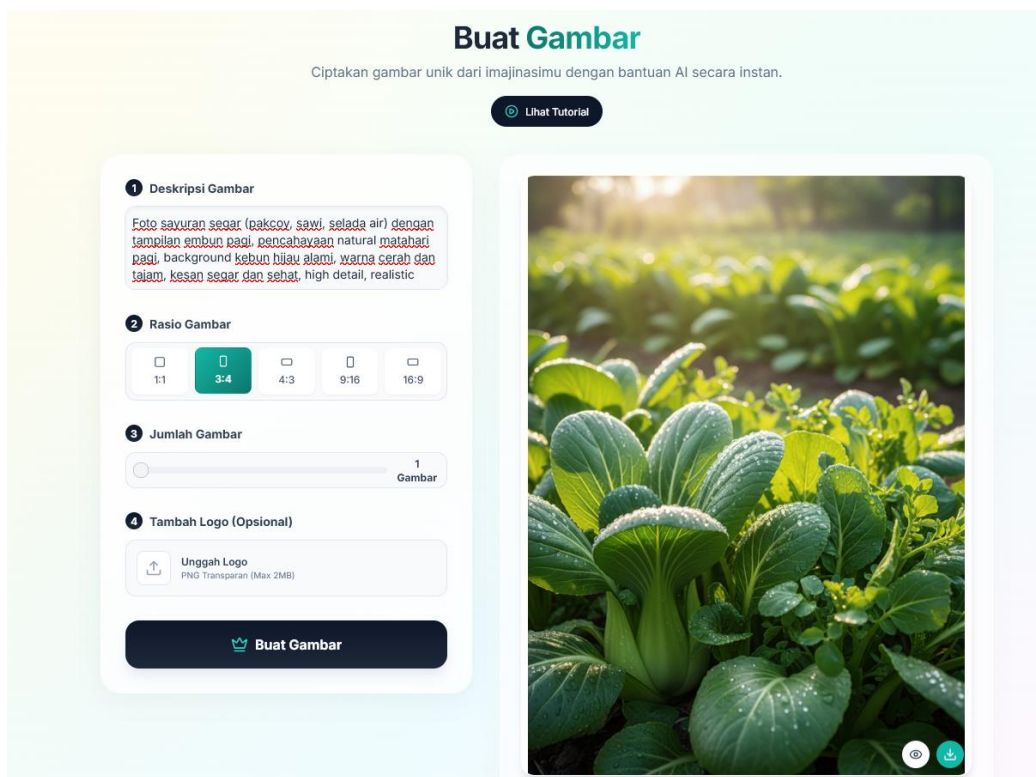 Buat Gambar
Ciptakan gambar unik dari imajinasimu dengan bantuan AI secara instan.
Lihat Tutorial
1 Deskripsi Gambar
Foto sayuran segar (pakcoy, sawi, selada air) dengan
tampilan embun pagi, pencahayaan natural matahari
pagi, background kebun hijau alami, warna cerah dan
tajam, kesan segar dan sehat, high detail, realistic
2 Rasio Gambar
1:1 3:4 4:3 9:16 16:9
3 Jumlah Gambar
1
Gambar
4 Tambah Logo (Opsional)
Unggah Logo
PNG Transparan (Max 2MB)
Buat Gambar